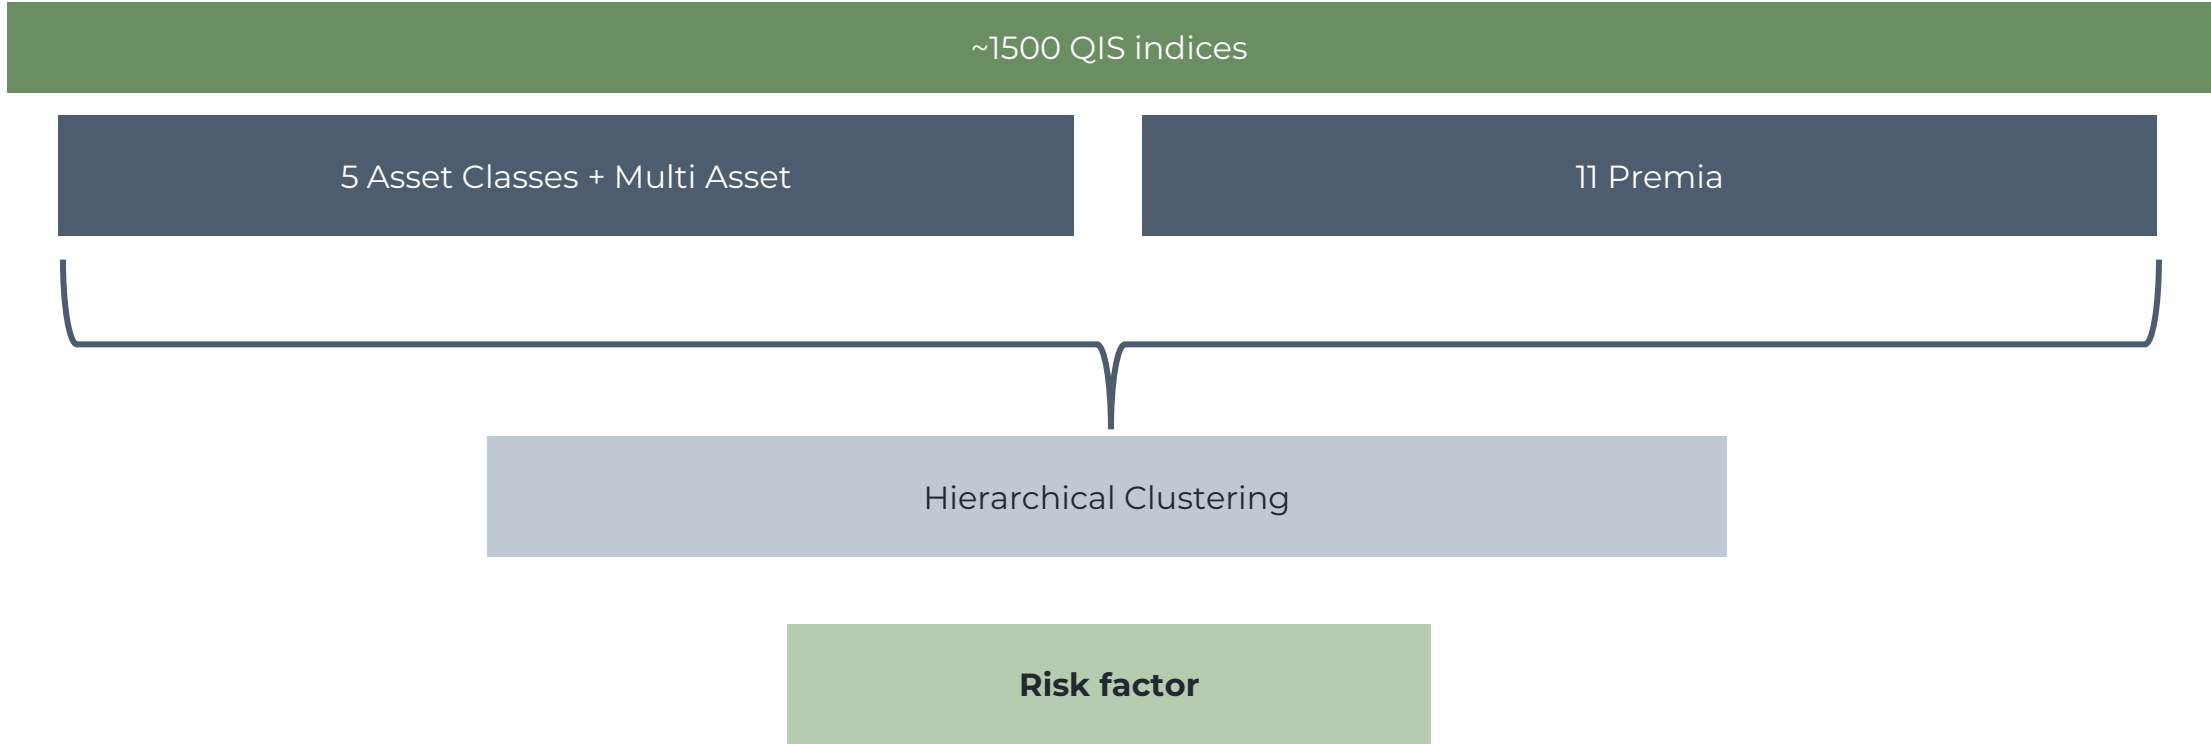 ~1500 QIS indices
5 Asset Classes + Multi Asset
11 Premia
Hierarchical Clustering
Risk factor